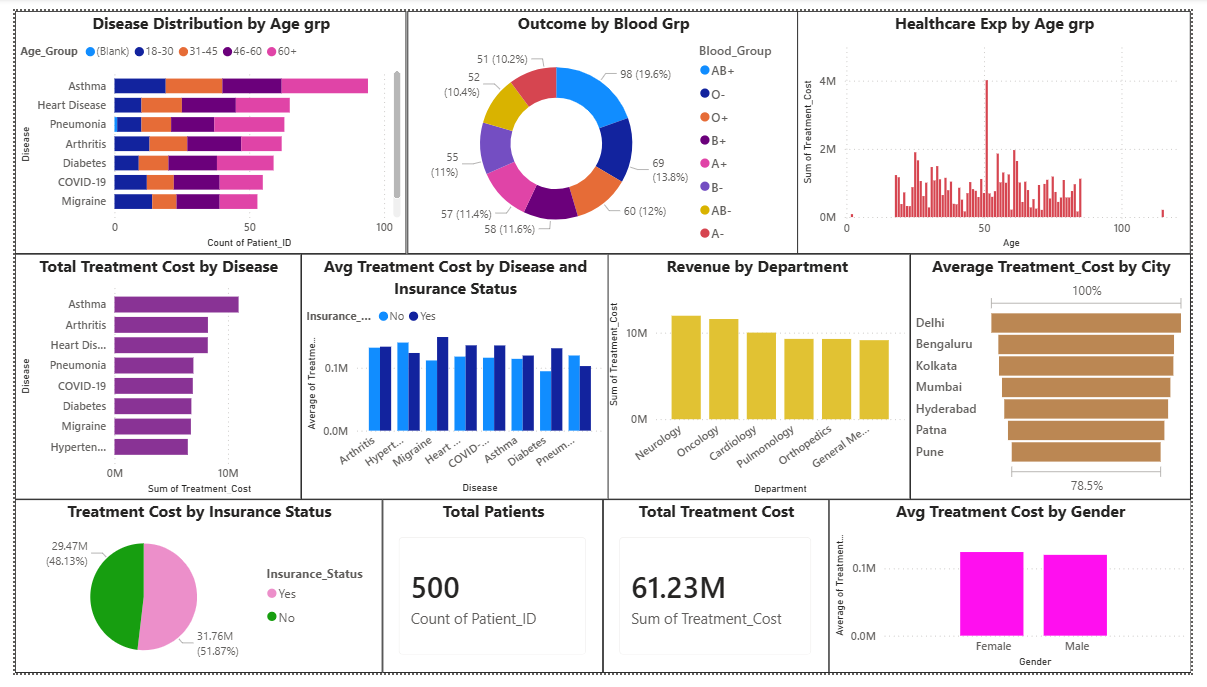 Disease Distribution by Age grp
Age_Group (Blank) 18-30 31-45 46-60 60+
Disease
Asthma
Heart Disease
Pneumonia
Arthritis
Diabetes
COVID-19
Migraine
0 50 100
Count of Patient_ID
Outcome by Blood Grp
98 (19.6%)
69
(13.8%)
60 (12%)
58 (11.6%)
57 (11.4%)
55
(11%)
52
(10.4%)
51 (10.2%)
Blood_Group
AB+
O-
O+
B+
A+
B-
AB-
A-
Healthcare Exp by Age grp
Sum of Treatment_Cost
4M
2M
0M
0 50 100
Age
Total Treatment Cost by Disease
Disease
Asthma
Arthritis
Heart Dis...
Pneumonia
COVID-19
Diabetes
Migraine
Hyperten...
0M 10M
Sum of Treatment_Cost
Avg Treatment Cost by Disease and
Insurance Status
Insurance_... No Yes
Average of Treatme...
0.1M
0.0M
Arthritis Hypert... Migraine Heart ... COVID-... Asthma Diabetes Pneum...
Disease
Revenue by Department
Sum of Treatment_Cost
10M
0M
Neurology Oncology Cardiology Pulmonology Orthopedics General Me...
Department
Average Treatment_Cost by City
100%
Delhi
Bengaluru
Kolkata
Mumbai
Hyderabad
Patna
Pune
78.5%
Treatment Cost by Insurance Status
29.47M
(48.13%)
31.76M
(51.87%)
Insurance_Status
Yes
No
Total Patients
500
Count of Patient_ID
Total Treatment Cost
61.23M
Sum of Treatment_Cost
Avg Treatment Cost by Gender
Average of Treatment...
0.1M
0.0M
Female Male
Gender